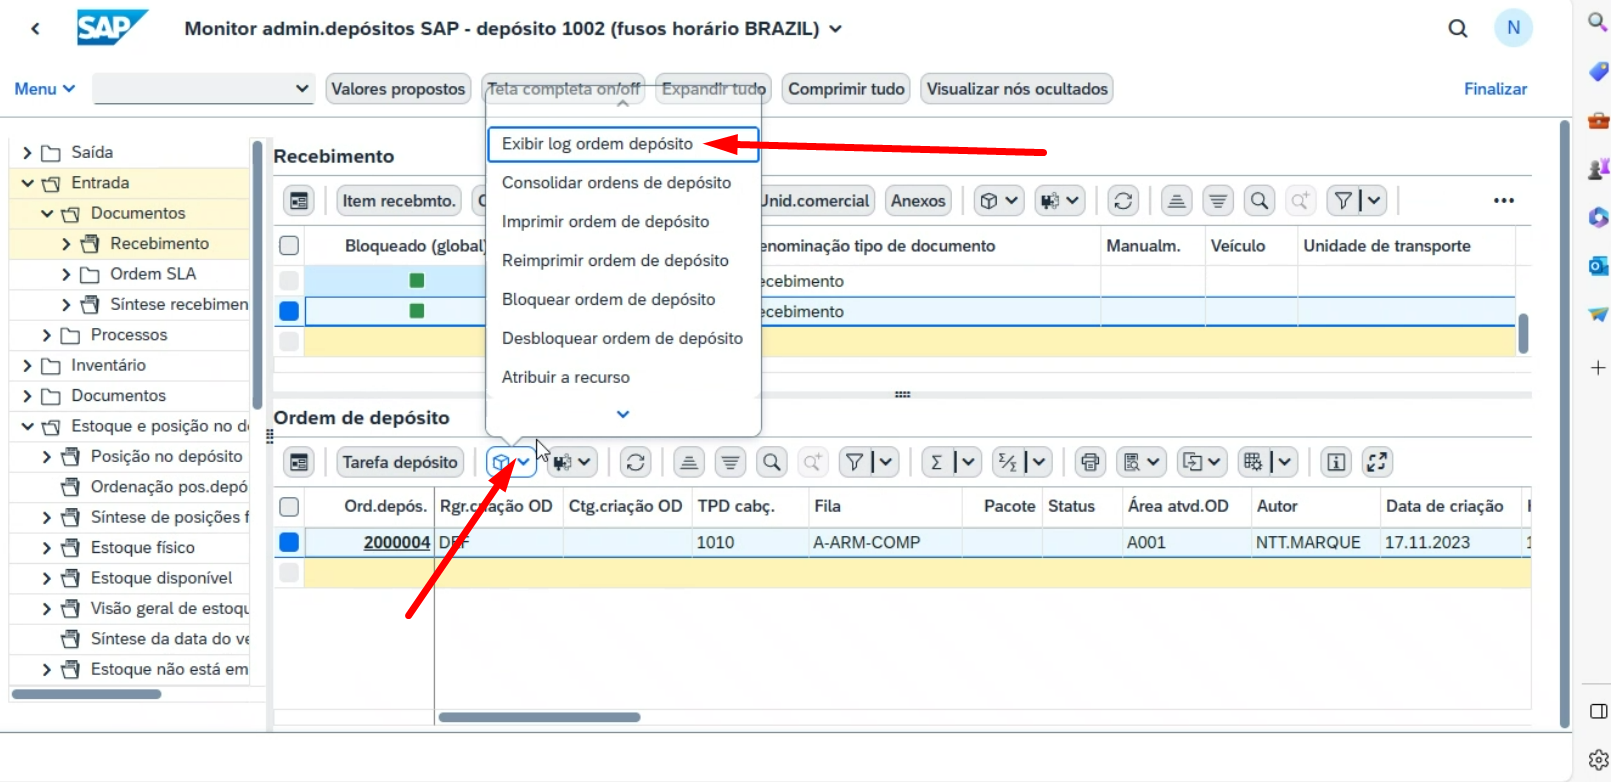 SAP
Monitor admin.depósitos SAP - depósito 1002 (fusos horário BRAZIL)
N
Menu
Valores propostos
Tela completa on/off
Expandir tudo
Comprimir tudo
Visualizar nós ocultados
Finalizar
Saída
Entrada
Documentos
Recebimento
Ordem SLA
Síntese recebimen
Processos
Inventário
Documentos
Estoque e posição no d
Posição no depósito
Ordenação pos.depó
Síntese de posições f
Estoque físico
Estoque disponível
Visão geral de estoqu
Síntese da data do ve
Estoque não está em
Recebimento
Item recebmto.
Unid.comercial
Anexos
Bloqueado (global)
enominação tipo de documento
Manualm.
Veículo
Unidade de transporte
ecebimento
ecebimento
Exibir log ordem depósito
Consolidar ordens de depósito
Imprimir ordem de depósito
Reimprimir ordem de depósito
Bloquear ordem de depósito
Desbloquear ordem de depósito
Atribuir a recurso
Ordem de depósito
Tarefa depósito
Ord.depós. Rgr.criação OD Ctg.criação OD TPD cabç. Fila Pacote Status Área atvd.OD Autor Data de criação
2000004 DEF 1010 A-ARM-COMP A001 NTT.MARQUE 17.11.2023